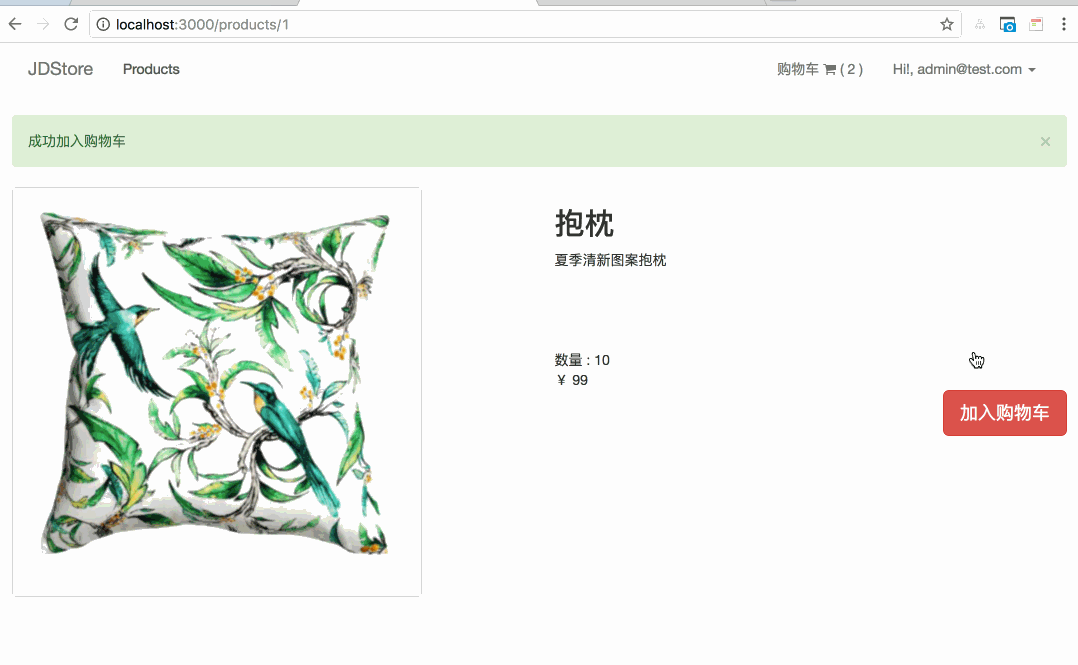 localhost:3000/products/1
JDStore Products 购物车 ( 2 ) Hi!, admin@test.com
成功加入购物车 ×
抱枕
夏季清新图案抱枕
数量 : 10
￥ 99
加入购物车